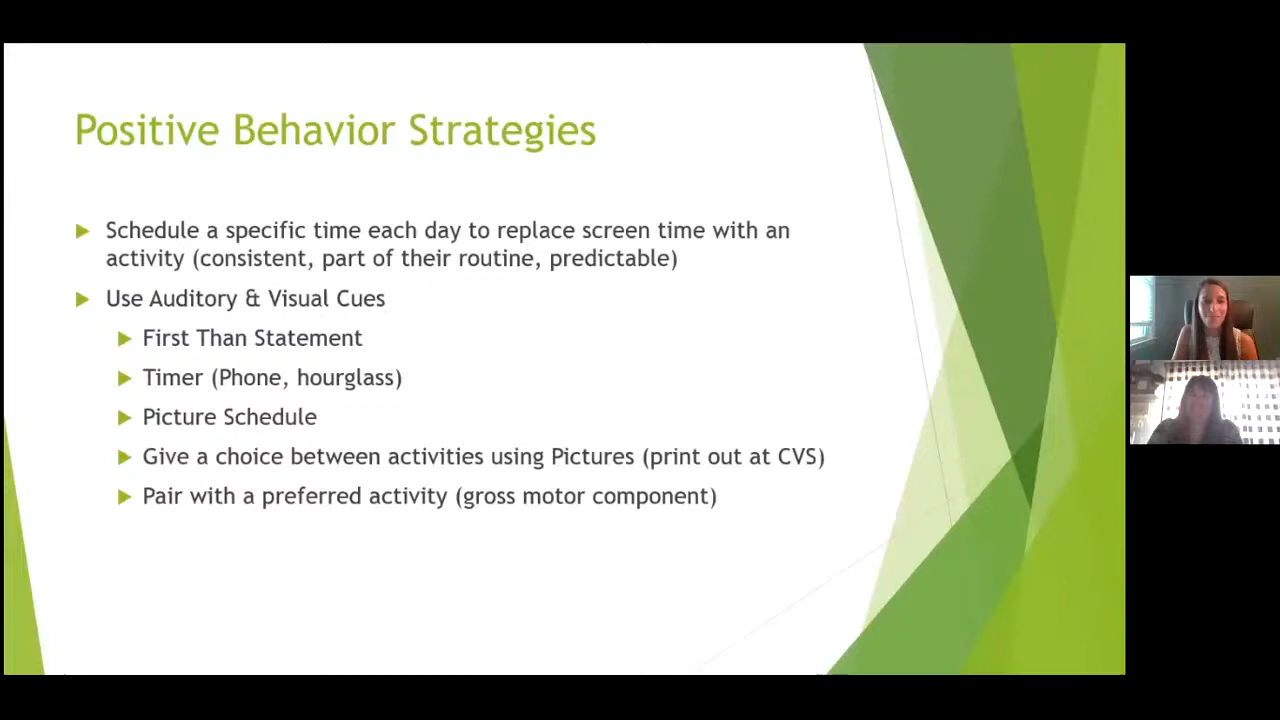 Positive Behavior Strategies
Schedule a specific time each day to replace screen time with an
activity (consistent, part of their routine, predictable)
Use Auditory & Visual Cues
First Than Statement
Timer (Phone, hourglass)
Picture Schedule
Give a choice between activities using Pictures (print out at CVS)
Pair with a preferred activity (gross motor component)